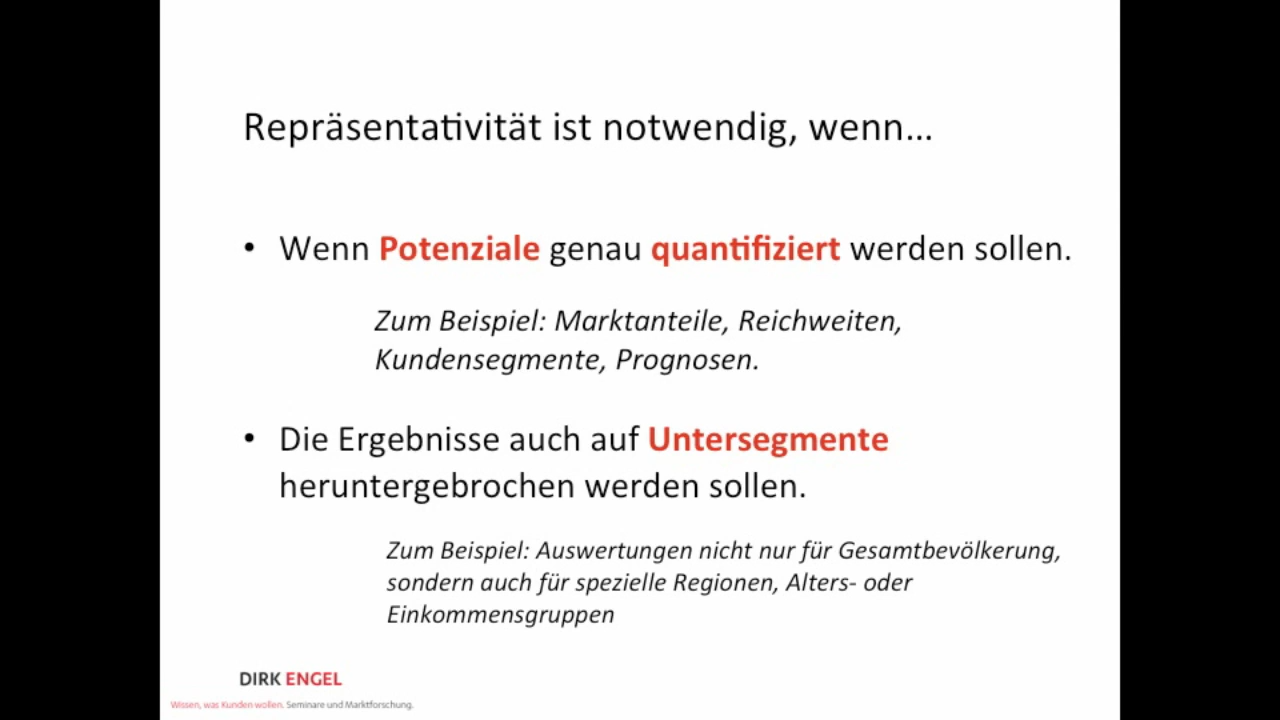 Repräsentativität ist notwendig, wenn...
• Wenn Potenziale genau quantifiziert werden sollen.
Zum Beispiel: Marktanteile, Reichweiten,
Kundensegmente, Prognosen.
• Die Ergebnisse auch auf Untersegmente
heruntergebrochen werden sollen.
Zum Beispiel: Auswertungen nicht nur für Gesamtbevölkerung,
sondern auch für spezielle Regionen, Alters- oder
Einkommensgruppen
DIRK ENGEL
Wissen, was Kunden wollen. Seminare und Marktforschung.